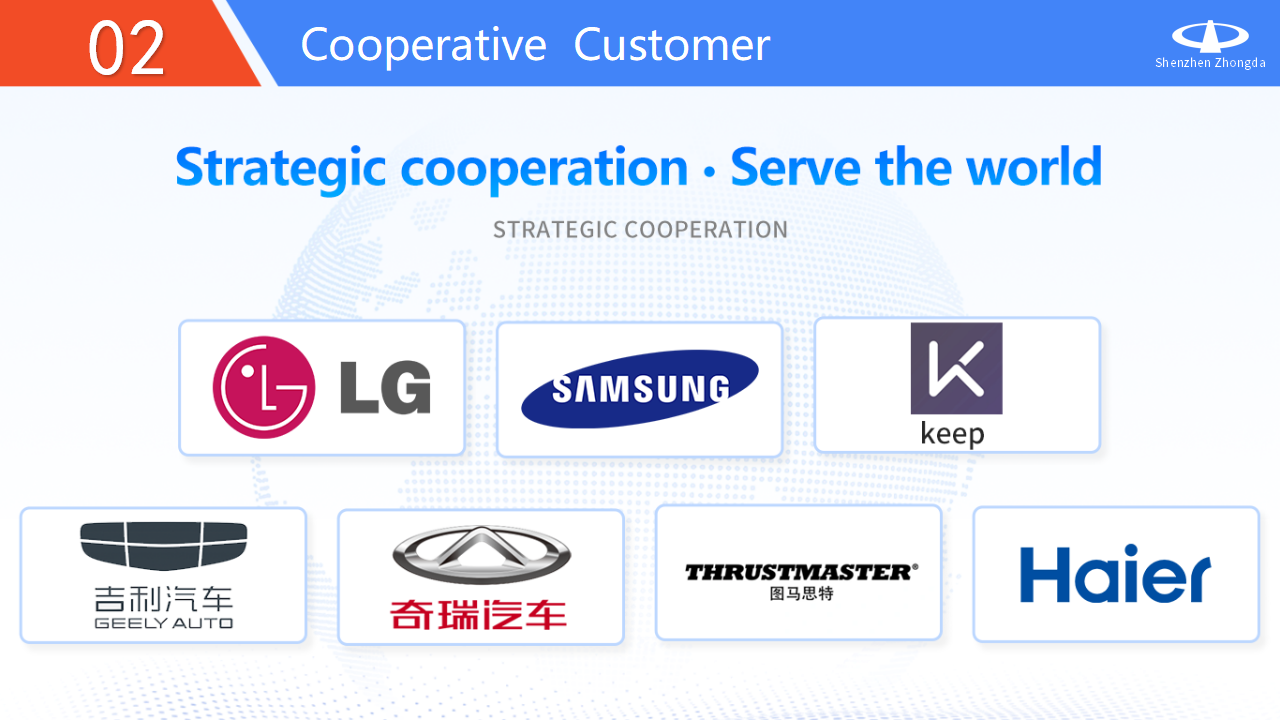 02
Cooperative Customer
Shenzhen Zhongda
Strategic cooperation · Serve the world
STRATEGIC COOPERATION
LG LG
SAMSUNG
K
keep
吉利汽车
GEELY AUTO
奇瑞汽车
THRUSTMASTER®
图马思特
Haier